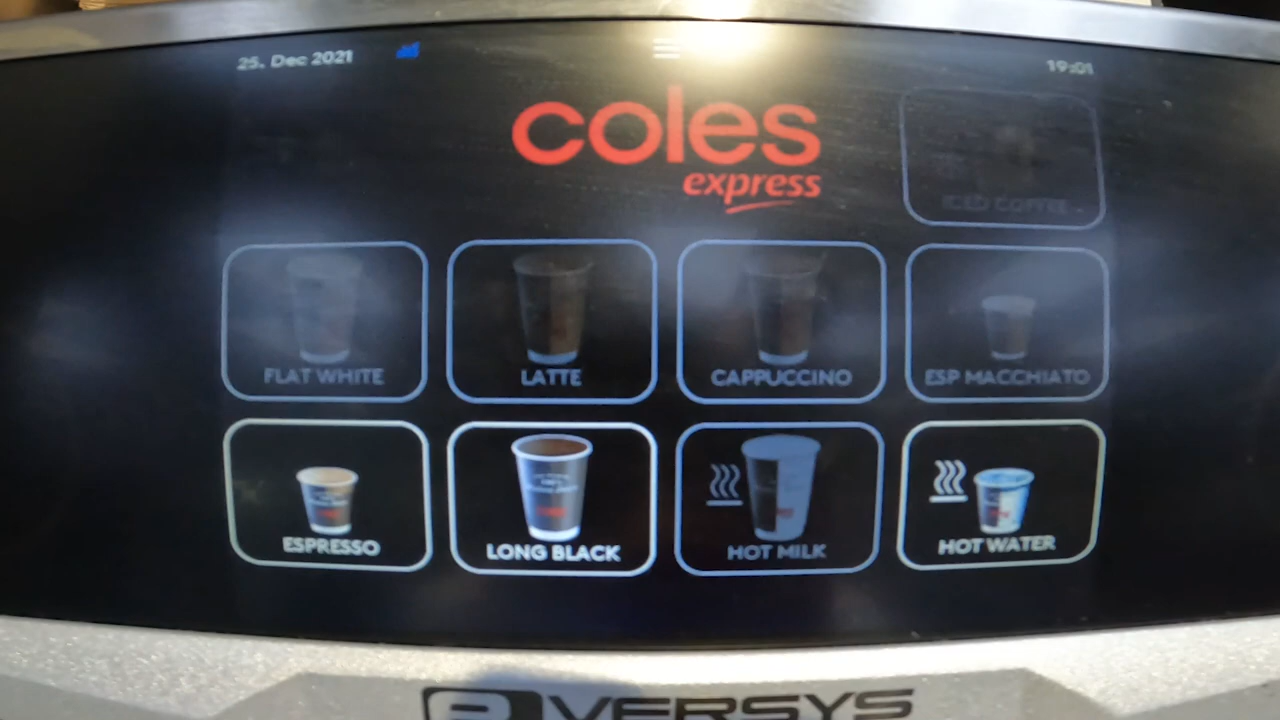 25. Dec 2021
19:01
coles
express
ICED COFFEE
FLAT WHITE
LATTE
CAPPUCCINO
ESP MACCHIATO
ESPRESSO
LONG BLACK
HOT MILK
HOT WATER
VERSYS